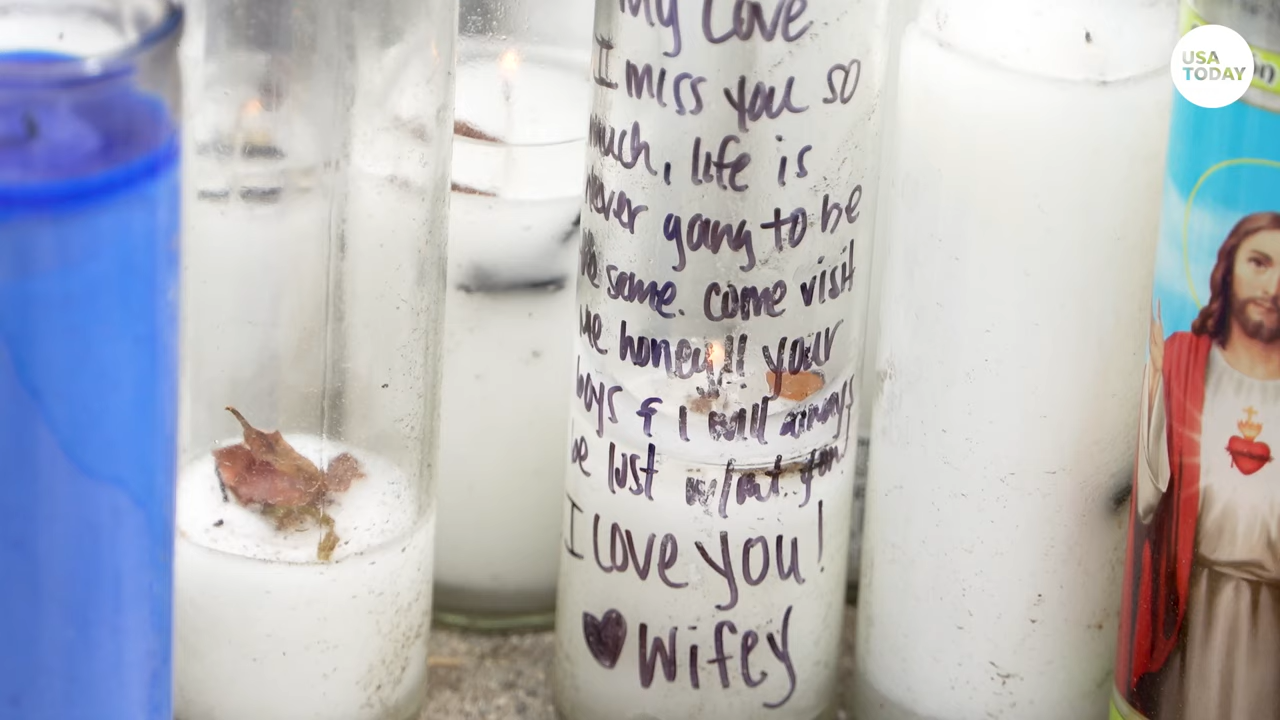 My Love
I miss you so
much, life is
never going to be
the same. come visit
me honey!! your
boys & I will always
be lost w/out you
I love you!
wifey
USA
TODAY